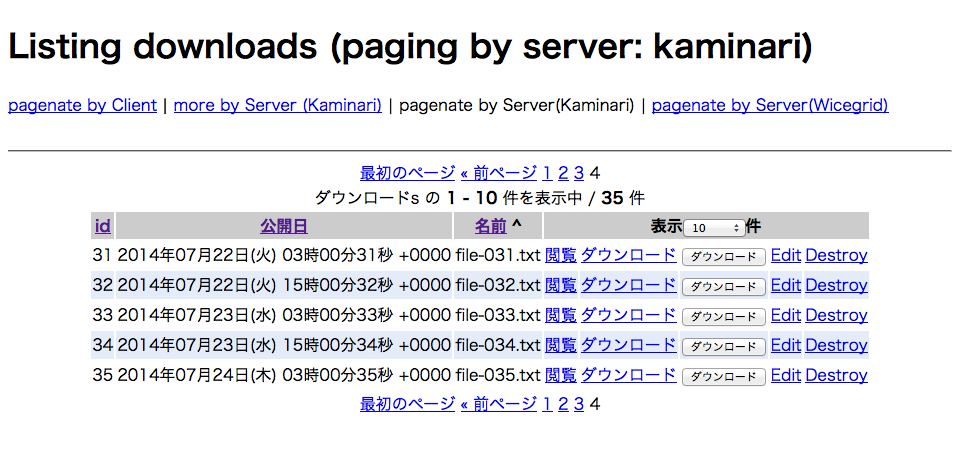 Listing downloads (paging by server: kaminari)
pagenate by Client | more by Server (Kaminari) | pagenate by Server(Kaminari) | pagenate by Server(Wicegrid)
最初のページ « 前ページ 1 2 3 4
ダウンロードs の 1 - 10 件を表示中 / 35 件
id 公開日 名前 ^ 表示 10 件
31 2014年07月22日(火) 03時00分31秒 +0000 file-031.txt 閲覧 ダウンロード ダウンロード Edit Destroy
32 2014年07月22日(火) 15時00分32秒 +0000 file-032.txt 閲覧 ダウンロード ダウンロード Edit Destroy
33 2014年07月23日(水) 03時00分33秒 +0000 file-033.txt 閲覧 ダウンロード ダウンロード Edit Destroy
34 2014年07月23日(水) 15時00分34秒 +0000 file-034.txt 閲覧 ダウンロード ダウンロード Edit Destroy
35 2014年07月24日(木) 03時00分35秒 +0000 file-035.txt 閲覧 ダウンロード ダウンロード Edit Destroy
最初のページ « 前ページ 1 2 3 4